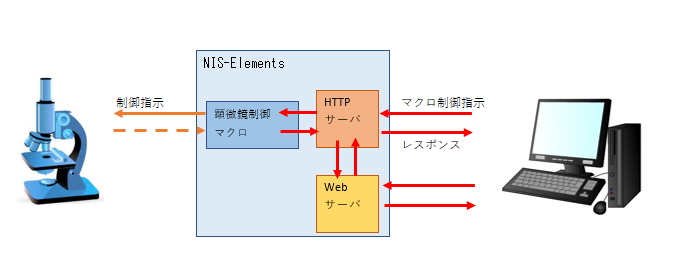 NIS-Elements
制御指示
顕微鏡制御
マクロ
HTTP
サーバ
マクロ制御指示
レスポンス
Web
サーバ